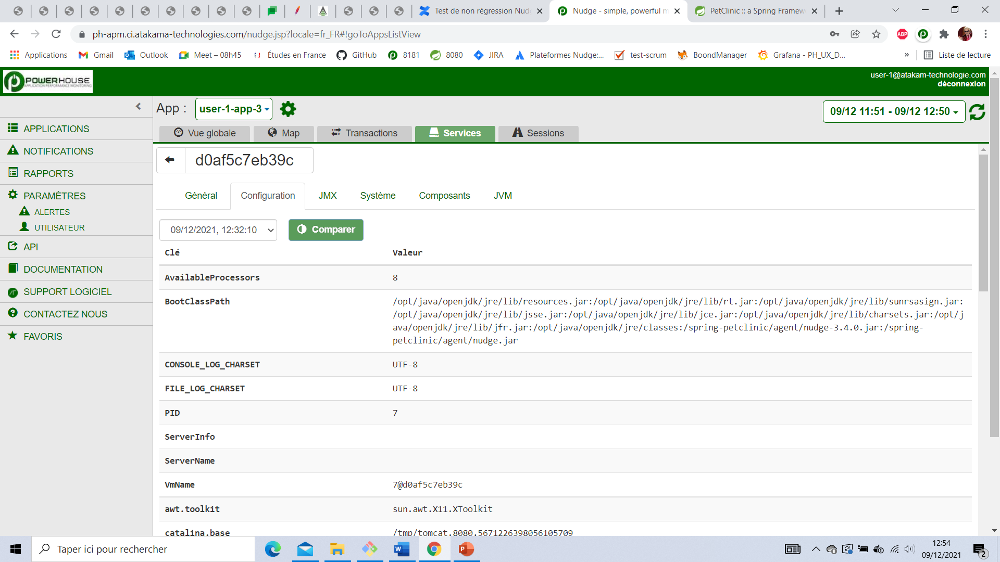 Test de non régression Nud
Nudge - simple, powerful m
PetClinic :: a Spring Framew
ph-apm.ci.atakama-technologies.com/nudge.jsp?locale=fr_FR#!goToAppsListView
ABP
Applications
Gmail
Outlook
Meet – 08h45
Études en France
GitHub
8181
8080
JIRA
Plateformes Nudge:...
test-scrum
BoondManager
Grafana - PH_UX_D...
»
Liste de lecture
POWERHOUSE
APPLICATION PERFORMANCE MONITORING
user-1@atakam-technologie.com
déconnexion
App :
user-1-app-3
09/12 11:51 - 09/12 12:50
APPLICATIONS
NOTIFICATIONS
RAPPORTS
PARAMÈTRES
ALERTES
UTILISATEUR
API
DOCUMENTATION
SUPPORT LOGICIEL
CONTACTEZ NOUS
FAVORIS
Vue globale
Map
Transactions
Services
Sessions
d0af5c7eb39c
Général
Configuration
JMX
Système
Composants
JVM
09/12/2021, 12:32:10
Comparer
Clé Valeur
AvailableProcessors 8
BootClassPath /opt/java/openjdk/jre/lib/resources.jar:/opt/java/openjdk/jre/lib/rt.jar:/opt/java/openjdk/jre/lib/sunrsasign.jar:
/opt/java/openjdk/jre/lib/jsse.jar:/opt/java/openjdk/jre/lib/jce.jar:/opt/java/openjdk/jre/lib/charsets.jar:/opt/j
ava/openjdk/jre/lib/jfr.jar:/opt/java/openjdk/jre/classes:/spring-petclinic/agent/nudge-3.4.0.jar:/spring-
petclinic/agent/nudge.jar
CONSOLE_LOG_CHARSET UTF-8
FILE_LOG_CHARSET UTF-8
PID 7
ServerInfo
ServerName
VmName 7@d0af5c7eb39c
awt.toolkit sun.awt.X11.XToolkit
catalina.base /tmp/tomcat.8080.5671226398056105709
Taper ici pour rechercher
12:54
09/12/2021
2